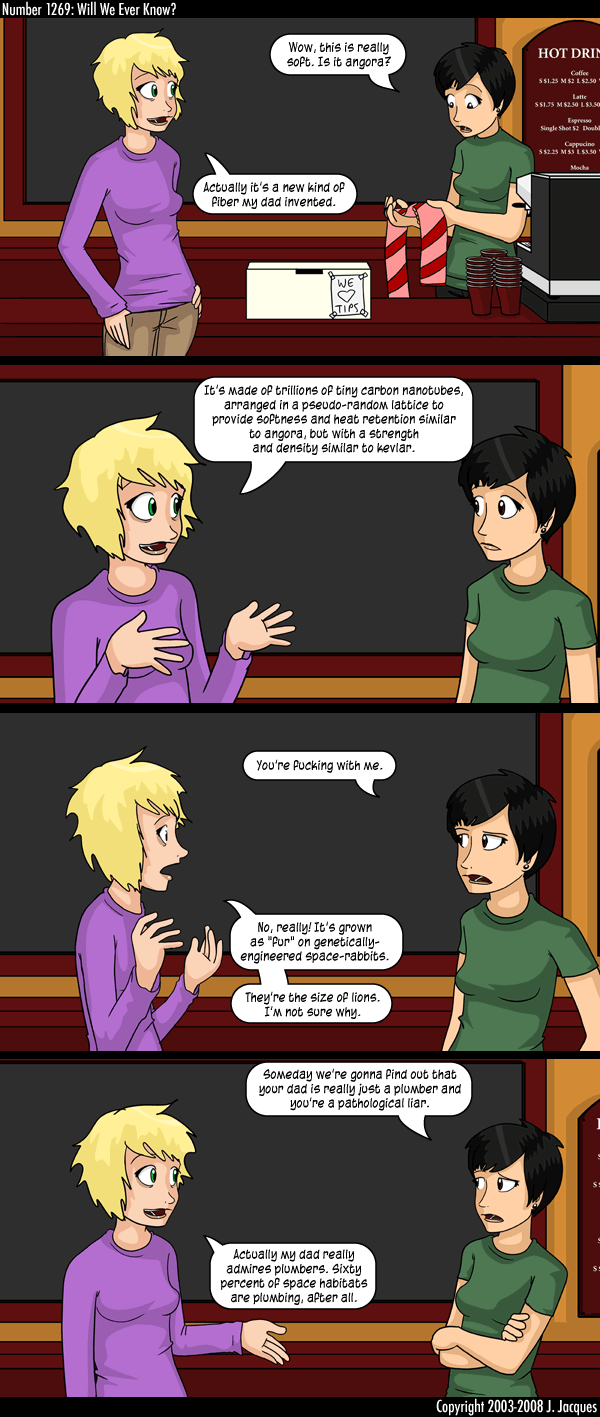 Number 1269: Will We Ever Know?
Wow, this is really
soft. Is it angora?
Actually it's a new kind of
fiber my dad invented.
HOT DRIN
Coffee
S $1.25 M $2 L $2.50
Latte
S $1.75 M $2.50 L $3.50
Espresso
Single Shot $2 Doubl
Cappucino
S $2.25 M $3 L $3.50
Mocha
WE
TIPS
It's made of trillions of tiny carbon nanotubes,
arranged in a pseudo-random lattice to
provide softness and heat retention similar
to angora, but with a strength
and density similar to kevlar.
You're fucking with me.
No, really! It's grown
as "fur" on genetically-
engineered space-rabbits.
They're the size of lions.
I'm not sure why.
Someday we're gonna find out that
your dad is really just a plumber and
you're a pathological liar.
Actually my dad really
admires plumbers. Sixty
percent of space habitats
are plumbing, after all.
Copyright 2003-2008 J. Jacques